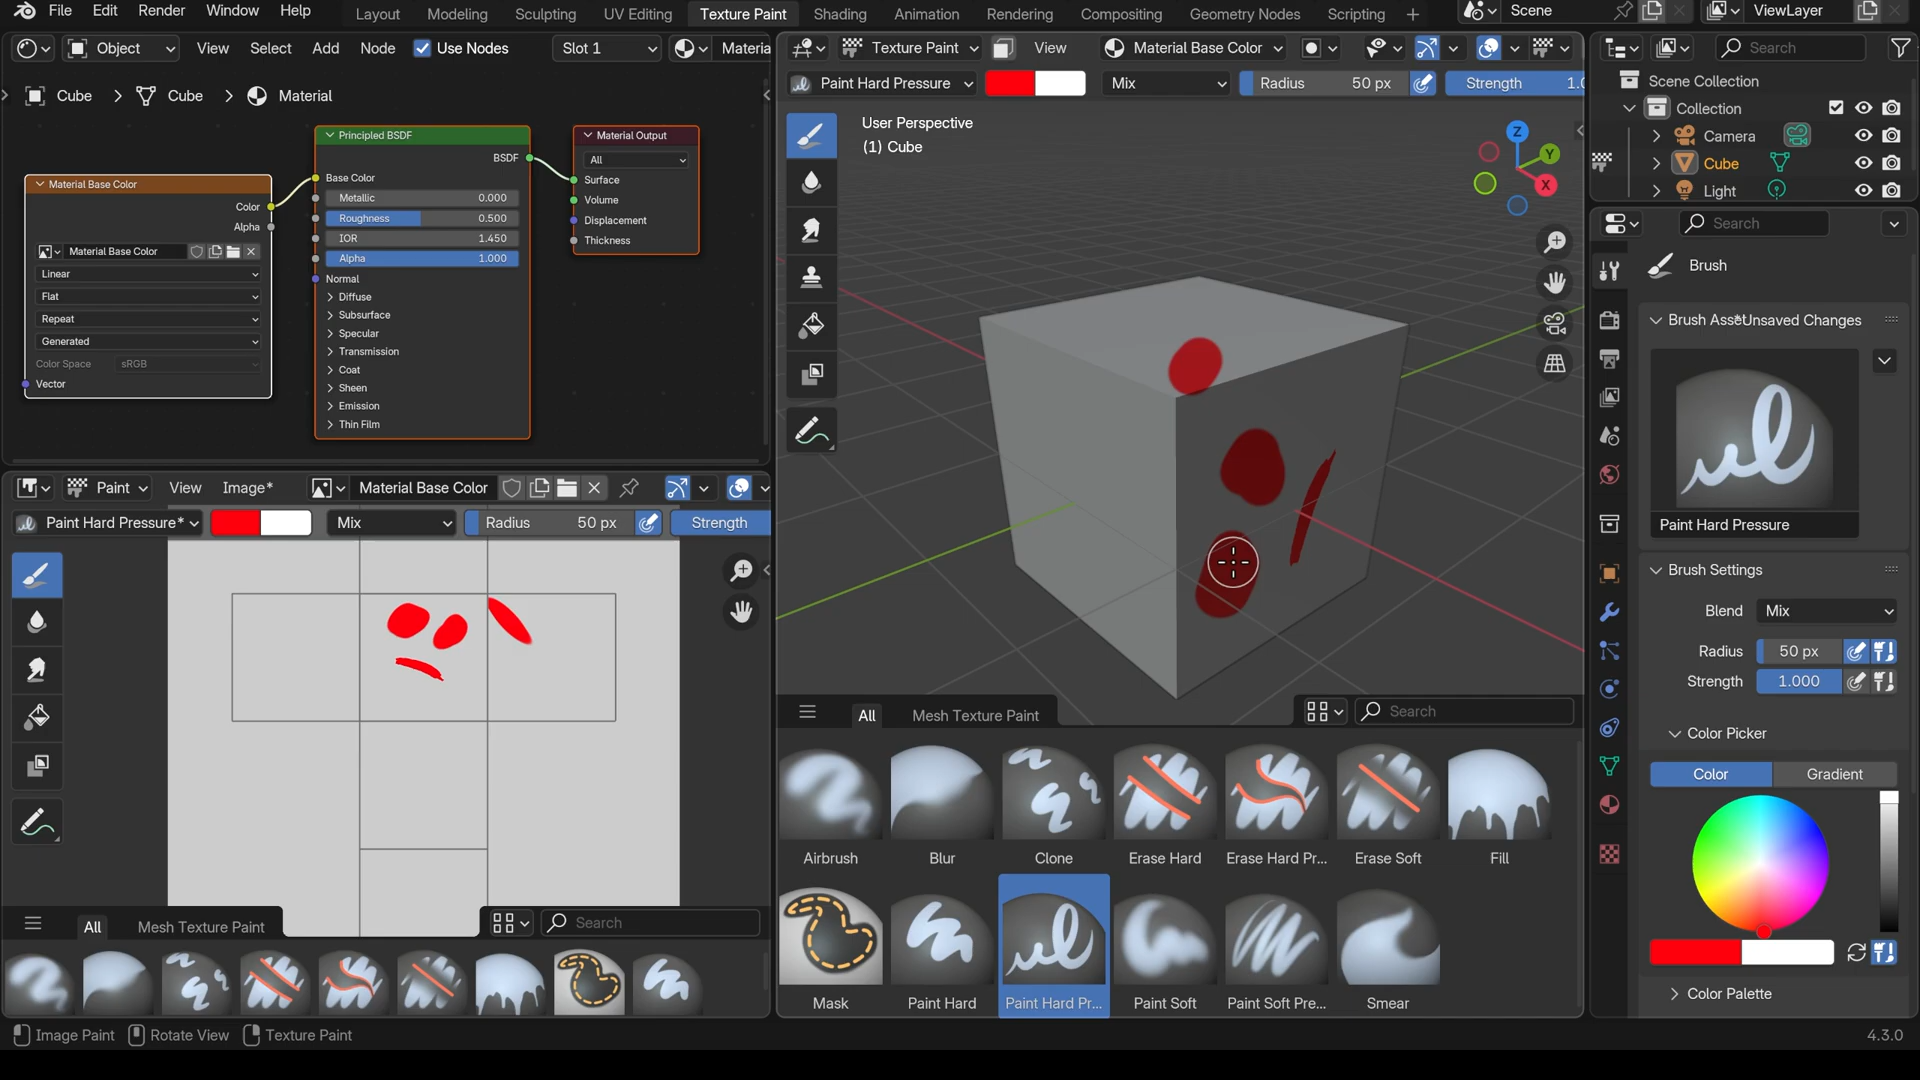 File Edit Render Window Help Layout Modeling Sculpting UV Editing Texture Paint Shading Animation Rendering Compositing Geometry Nodes Scripting + Scene ViewLayer
Object View Select Add Node Use Nodes Slot 1 Materia
Cube > Cube > Material
Principled BSDF
BSDF
Base Color
Metallic 0.000
Roughness 0.500
IOR 1.450
Alpha 1.000
Normal
Diffuse
Subsurface
Specular
Transmission
Coat
Sheen
Emission
Thin Film
Material Output
All
Surface
Volume
Displacement
Thickness
Material Base Color
Color
Alpha
Material Base Color
Linear
Flat
Repeat
Generated
Color Space sRGB
Vector
Paint View Image* Material Base Color
Paint Hard Pressure* Mix Radius 50 px Strength
All Mesh Texture Paint Search
Texture Paint View Material Base Color
Paint Hard Pressure Mix Radius 50 px Strength 1.0
User Perspective
(1) Cube
Z
Y
X
All Mesh Texture Paint Search
Airbrush Blur Clone Erase Hard Erase Hard Pr... Erase Soft Fill
Mask Paint Hard Paint Hard Pr... Paint Soft Paint Soft Pre... Smear
Search
Scene Collection
Collection
Camera
Cube
Light
Search
Brush
Brush Asset*Unsaved Changes
Paint Hard Pressure
Brush Settings
Blend Mix
Radius 50 px
Strength 1.000
Color Picker
Color Gradient
Color Palette
Image Paint Rotate View Texture Paint 4.3.0